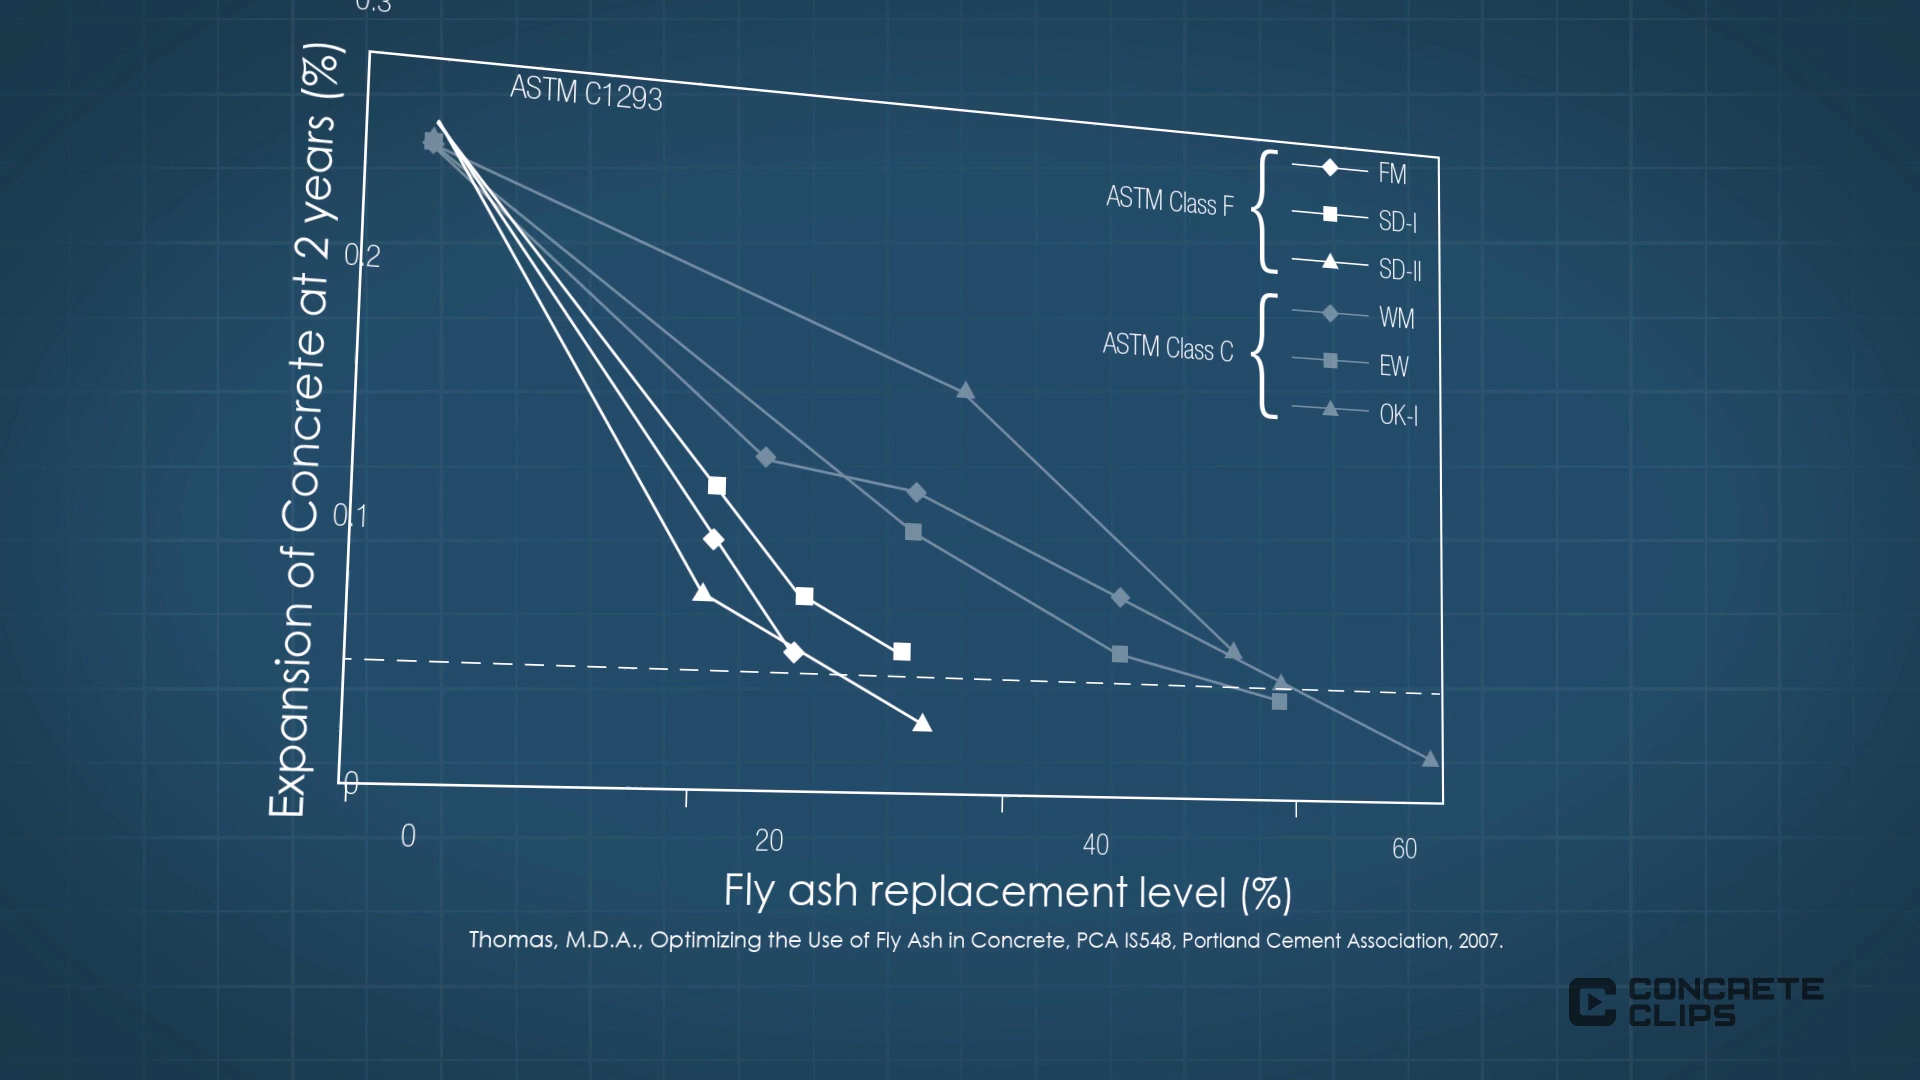 0.3
Expansion of Concrete at 2 years (%)
ASTM C1293
ASTM Class F
FM
SD-I
SD-II
ASTM Class C
WM
EW
OK-I
0.2
0.1
0
0 20 40 60
Fly ash replacement level (%)
Thomas, M.D.A., Optimizing the Use of Fly Ash in Concrete, PCA IS548, Portland Cement Association, 2007.
CONCRETE
CLIPS